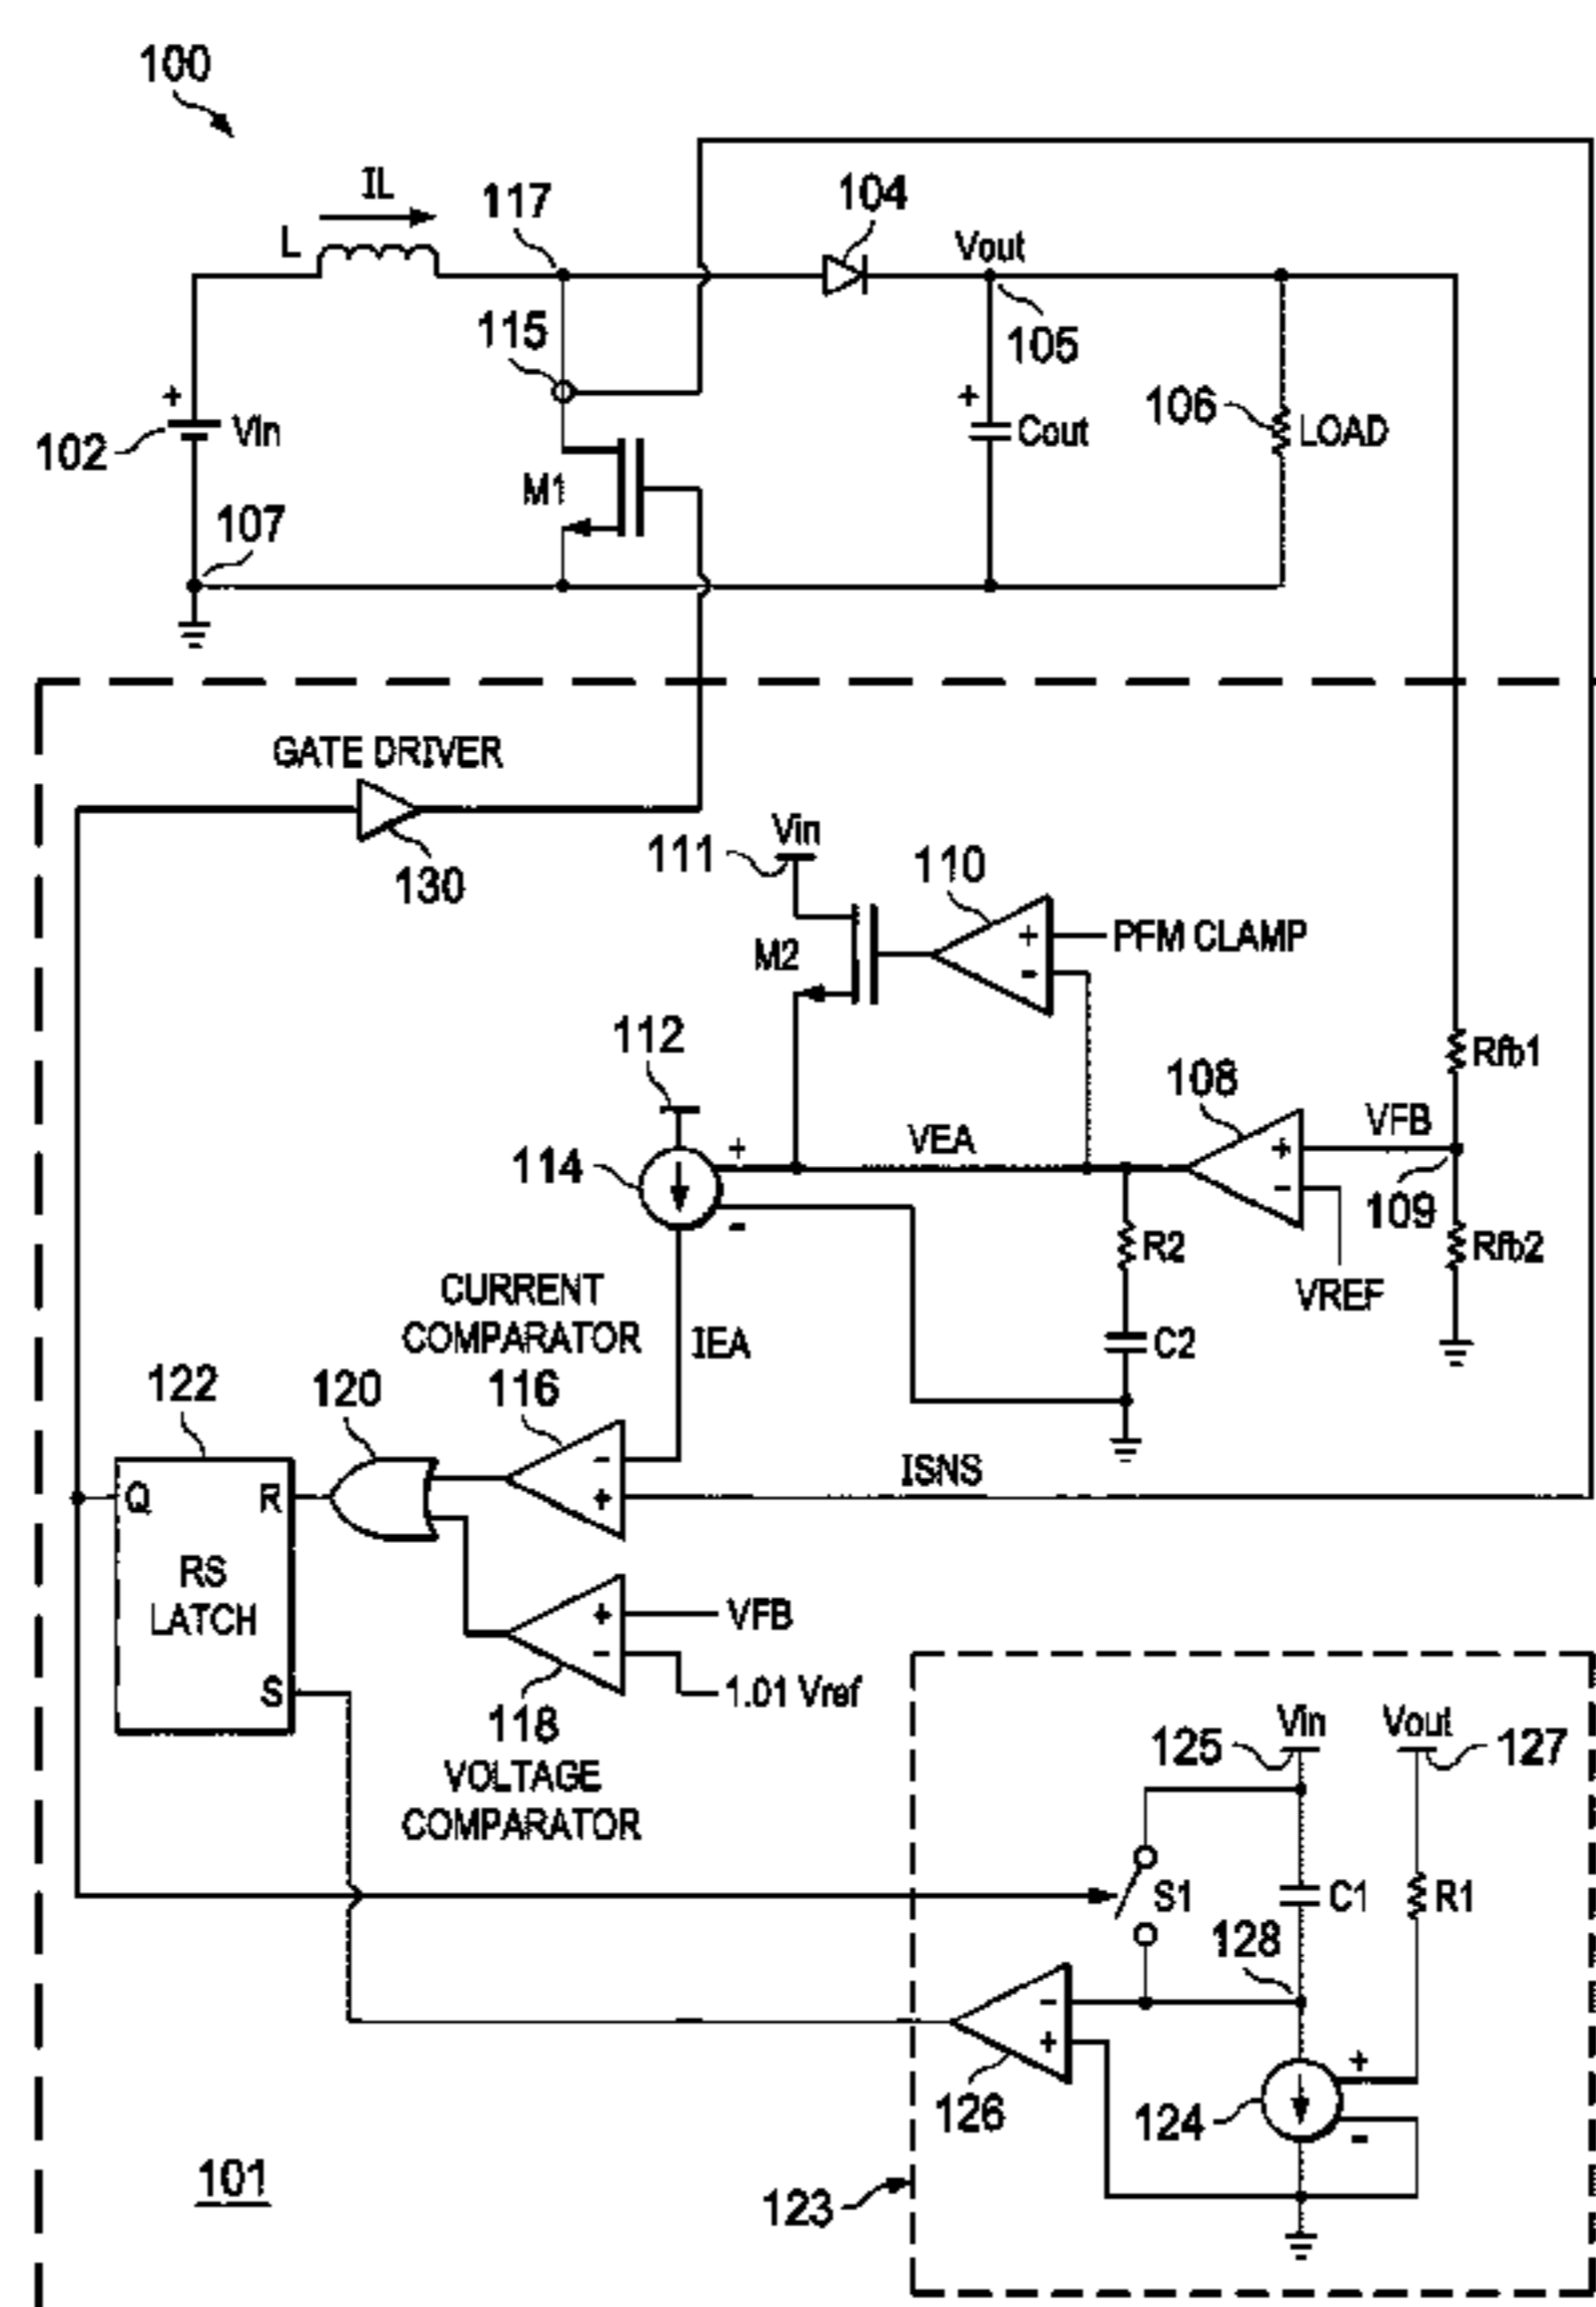 100
IL
L
117
104
Vout
105
115
102
+
Vin
M1
+
Cout
106
LOAD
107
GATE DRIVER
130
Vin
111
110
M2
+
-
PFM CLAMP
112
114
+
-
VEA
108
+
-
VFB
109
Rfb1
Rfb2
VREF
R2
C2
CURRENT
COMPARATOR
IEA
116
-
+
ISNS
122
120
Q
R
RS
LATCH
S
+
-
VFB
1.01 Vref
118
VOLTAGE
COMPARATOR
125
Vin
Vout
127
S1
C1
R1
128
-
+
126
124
+
-
123
101